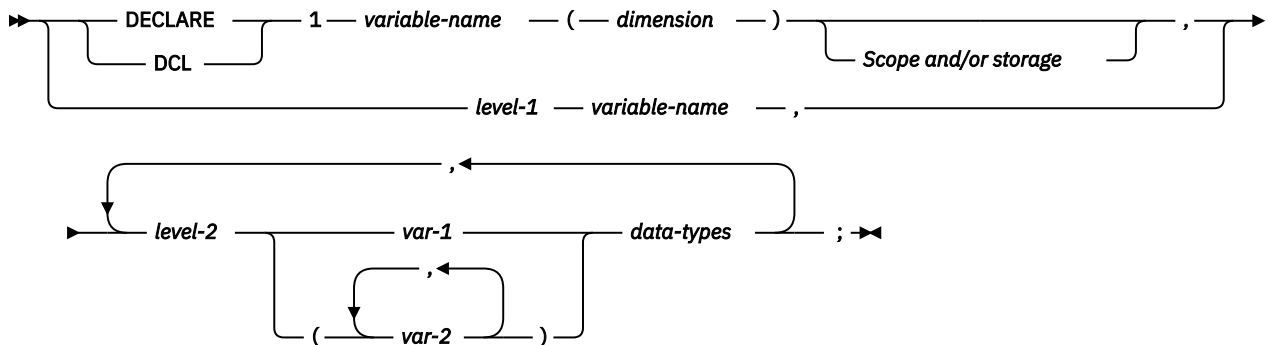 DECLARE 1 variable-name ( dimension ) ,
DCL Scope and/or storage
level-1 variable-name ,
,
level-2 var-1 data-types ;
,
( var-2 )